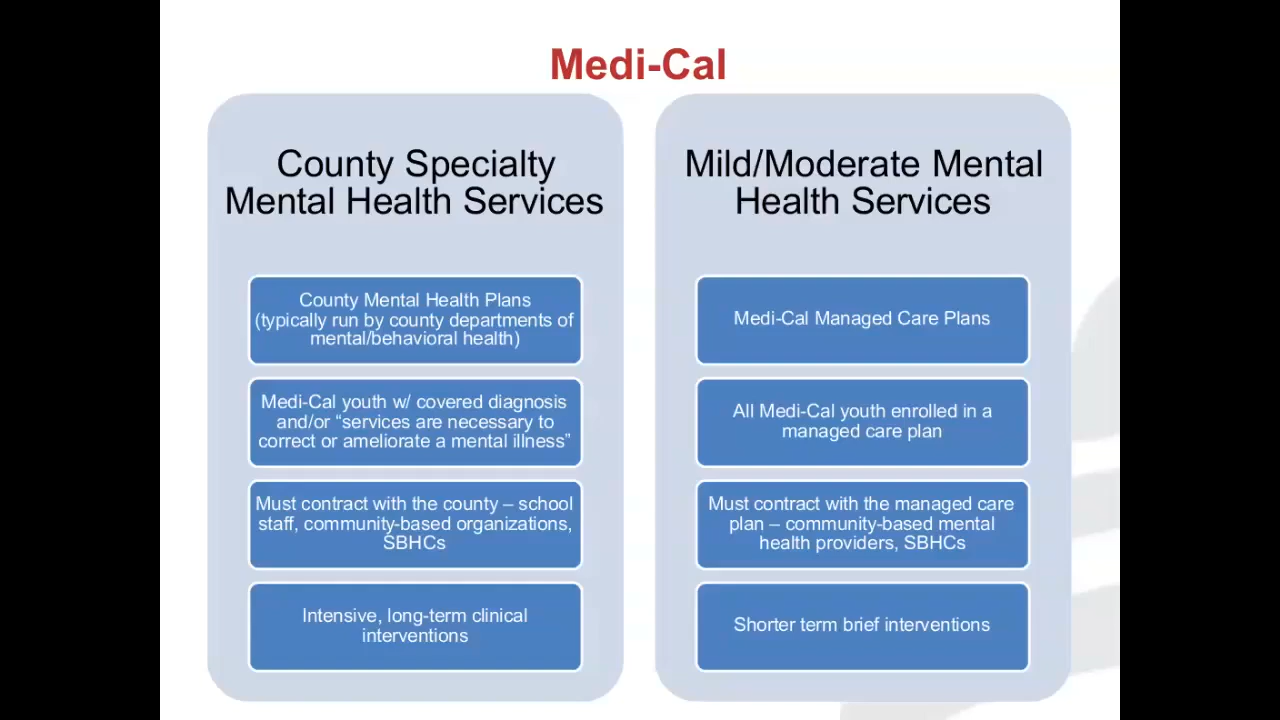 Medi-Cal
County Specialty
Mental Health Services
County Mental Health Plans
(typically run by county departments of
mental/behavioral health)
Medi-Cal youth w/ covered diagnosis
and/or “services are necessary to
correct or ameliorate a mental illness”
Must contract with the county – school
staff, community-based organizations,
SBHCs
Intensive, long-term clinical
interventions
Mild/Moderate Mental
Health Services
Medi-Cal Managed Care Plans
All Medi-Cal youth enrolled in a
managed care plan
Must contract with the managed care
plan – community-based mental
health providers, SBHCs
Shorter term brief interventions